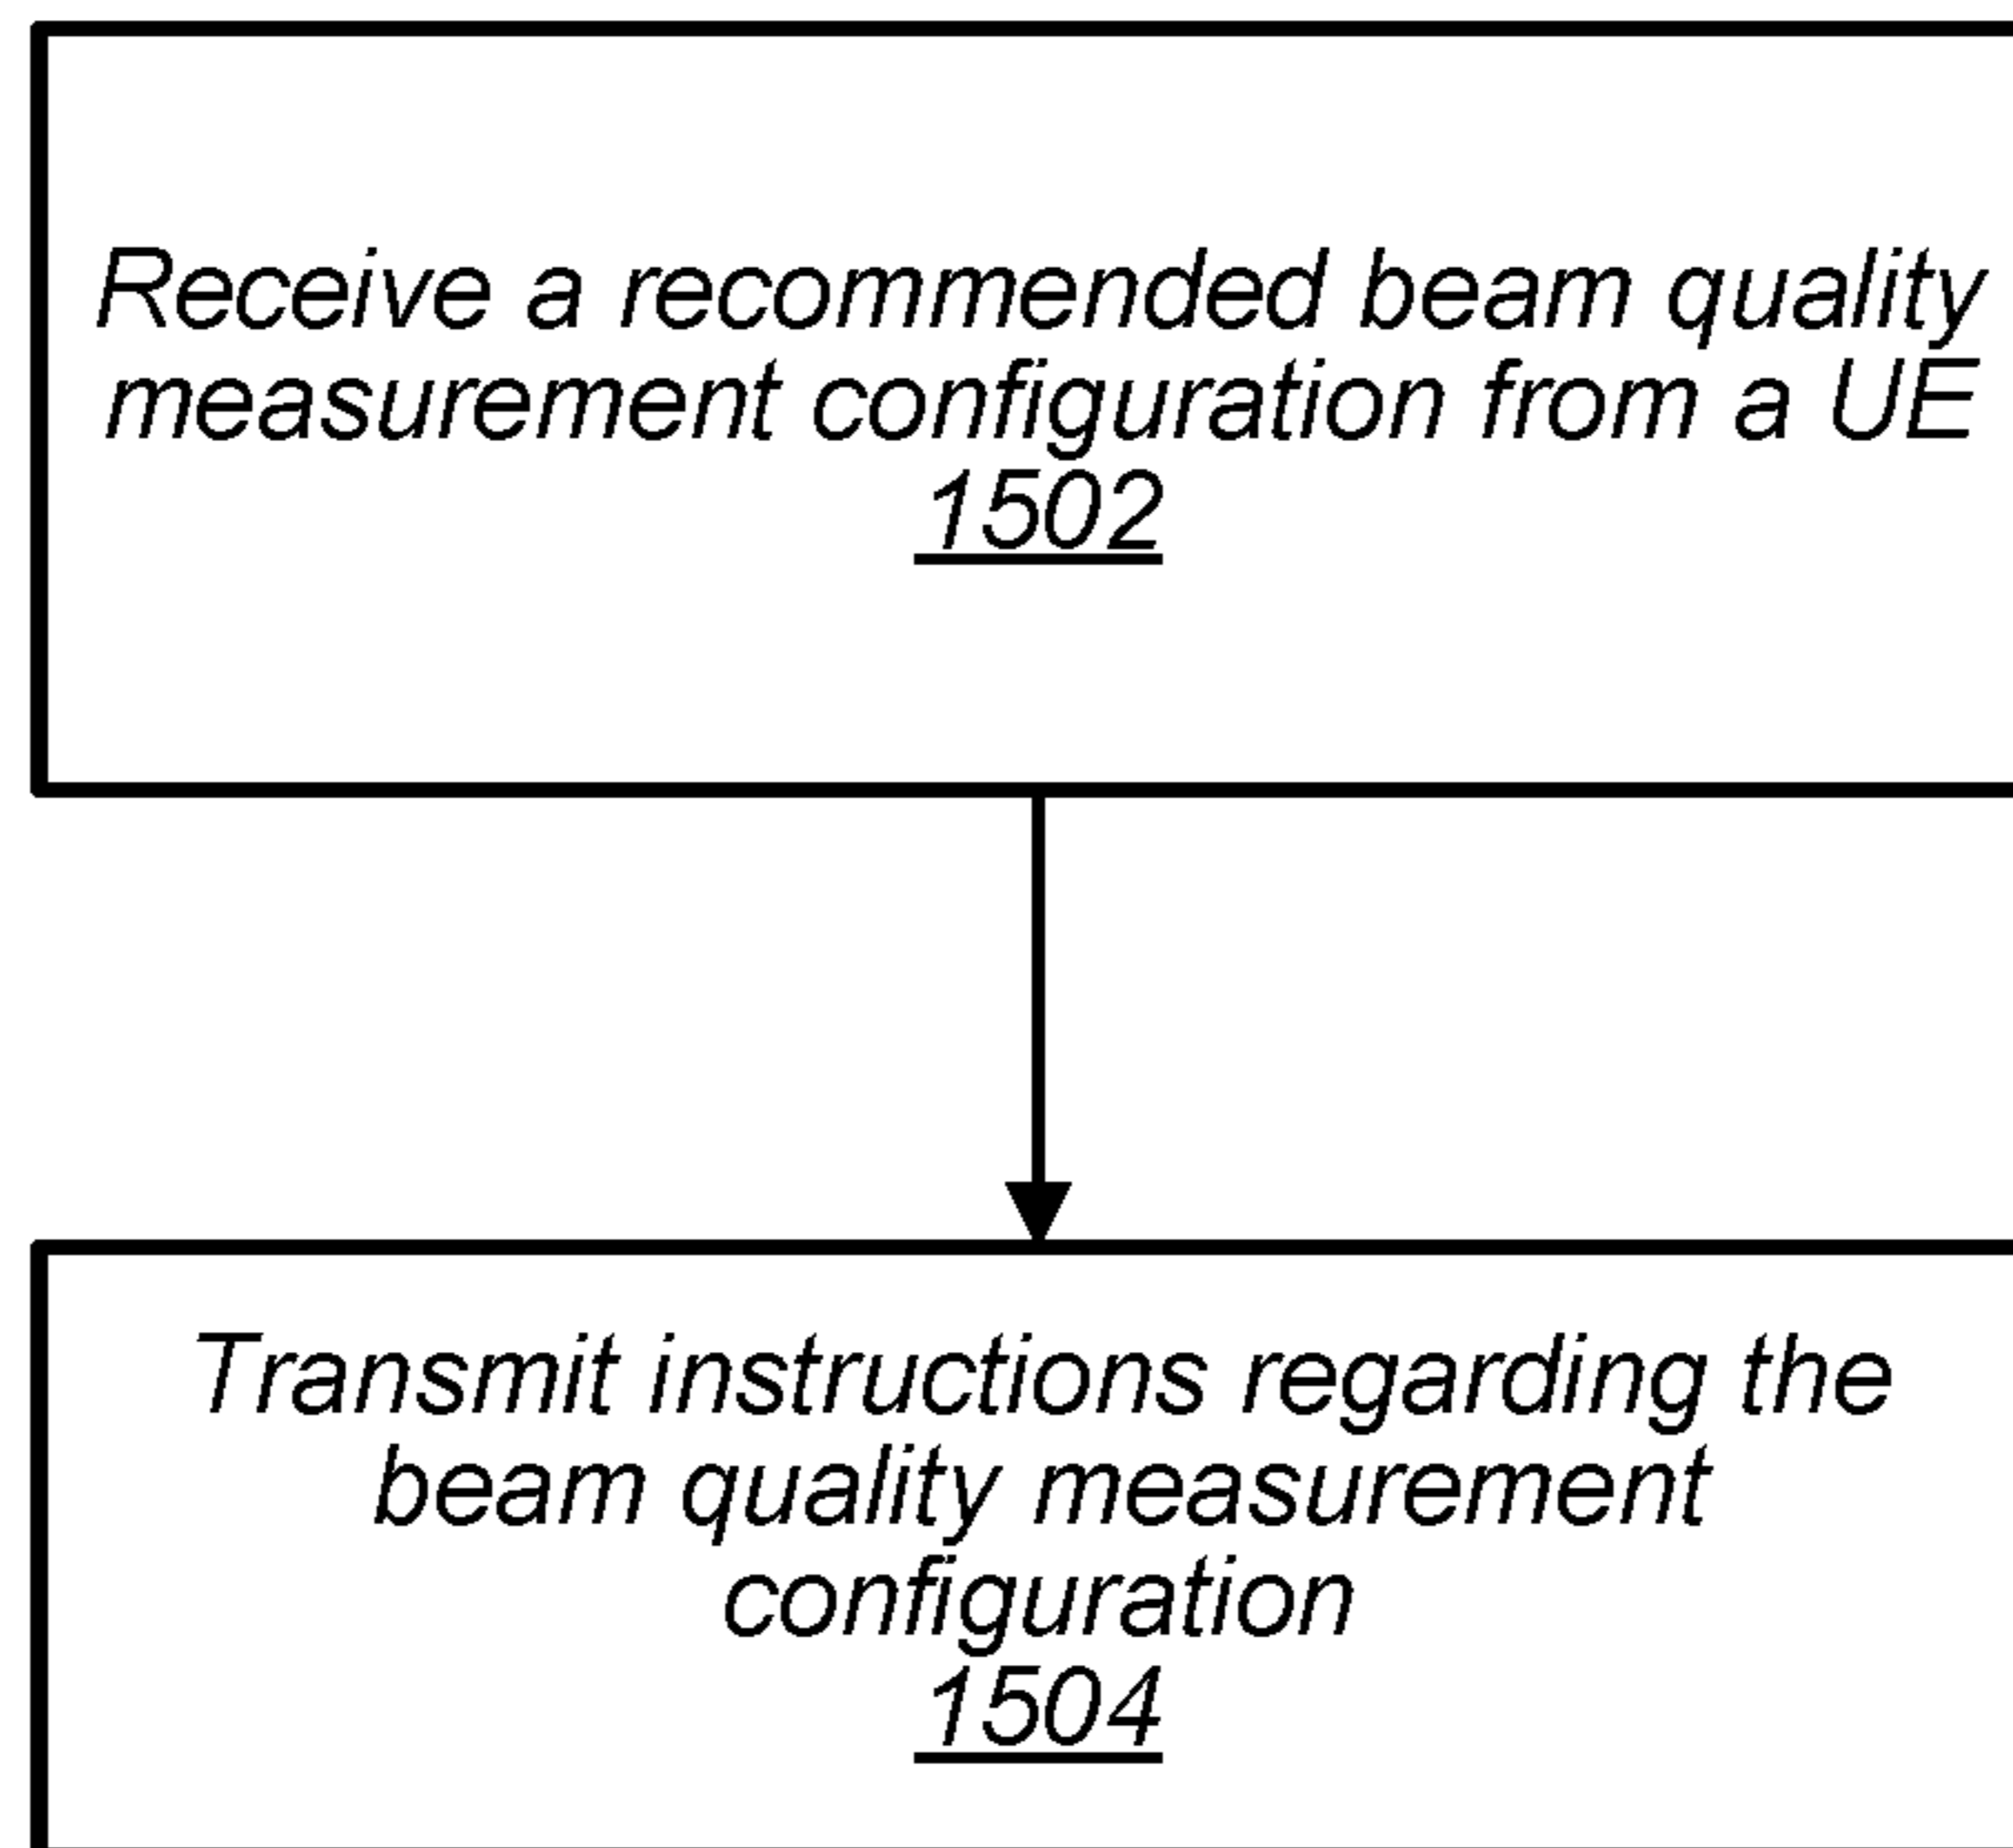 Receive a recommended beam quality
measurement configuration from a UE
1502
Transmit instructions regarding the
beam quality measurement
configuration
1504